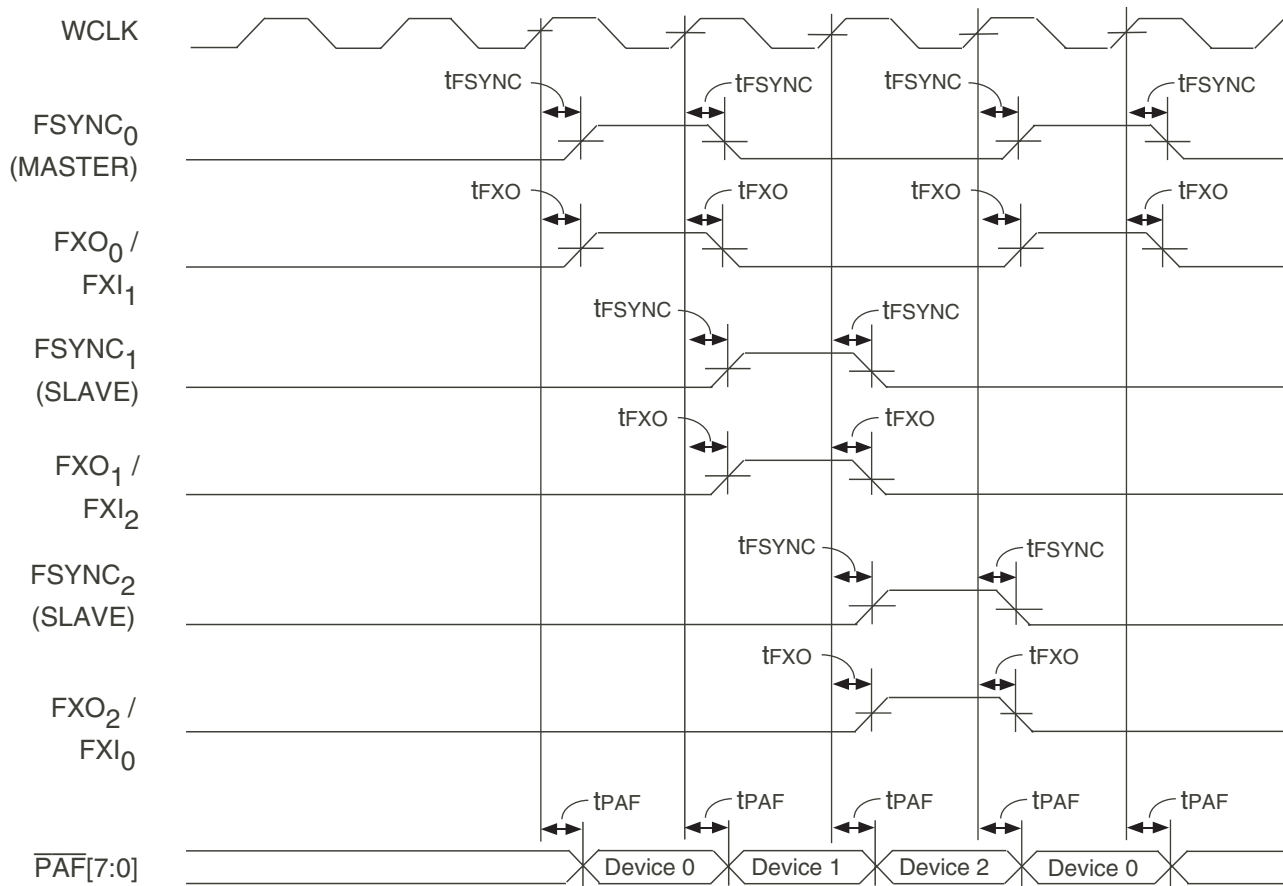 WCLK
tFSYNC tFSYNC tFSYNC tFSYNC
FSYNC0
(MASTER)
tFXO tFXO tFXO tFXO
FXO0 /
FXI1
tFSYNC tFSYNC
FSYNC1
(SLAVE)
tFXO tFXO
FXO1 /
FXI2
tFSYNC tFSYNC
FSYNC2
(SLAVE)
tFXO tFXO
FXO2 /
FXI0
tPAF tPAF tPAF tPAF tPAF
P̅A̅F̅[7:0] Device 0 Device 1 Device 2 Device 0